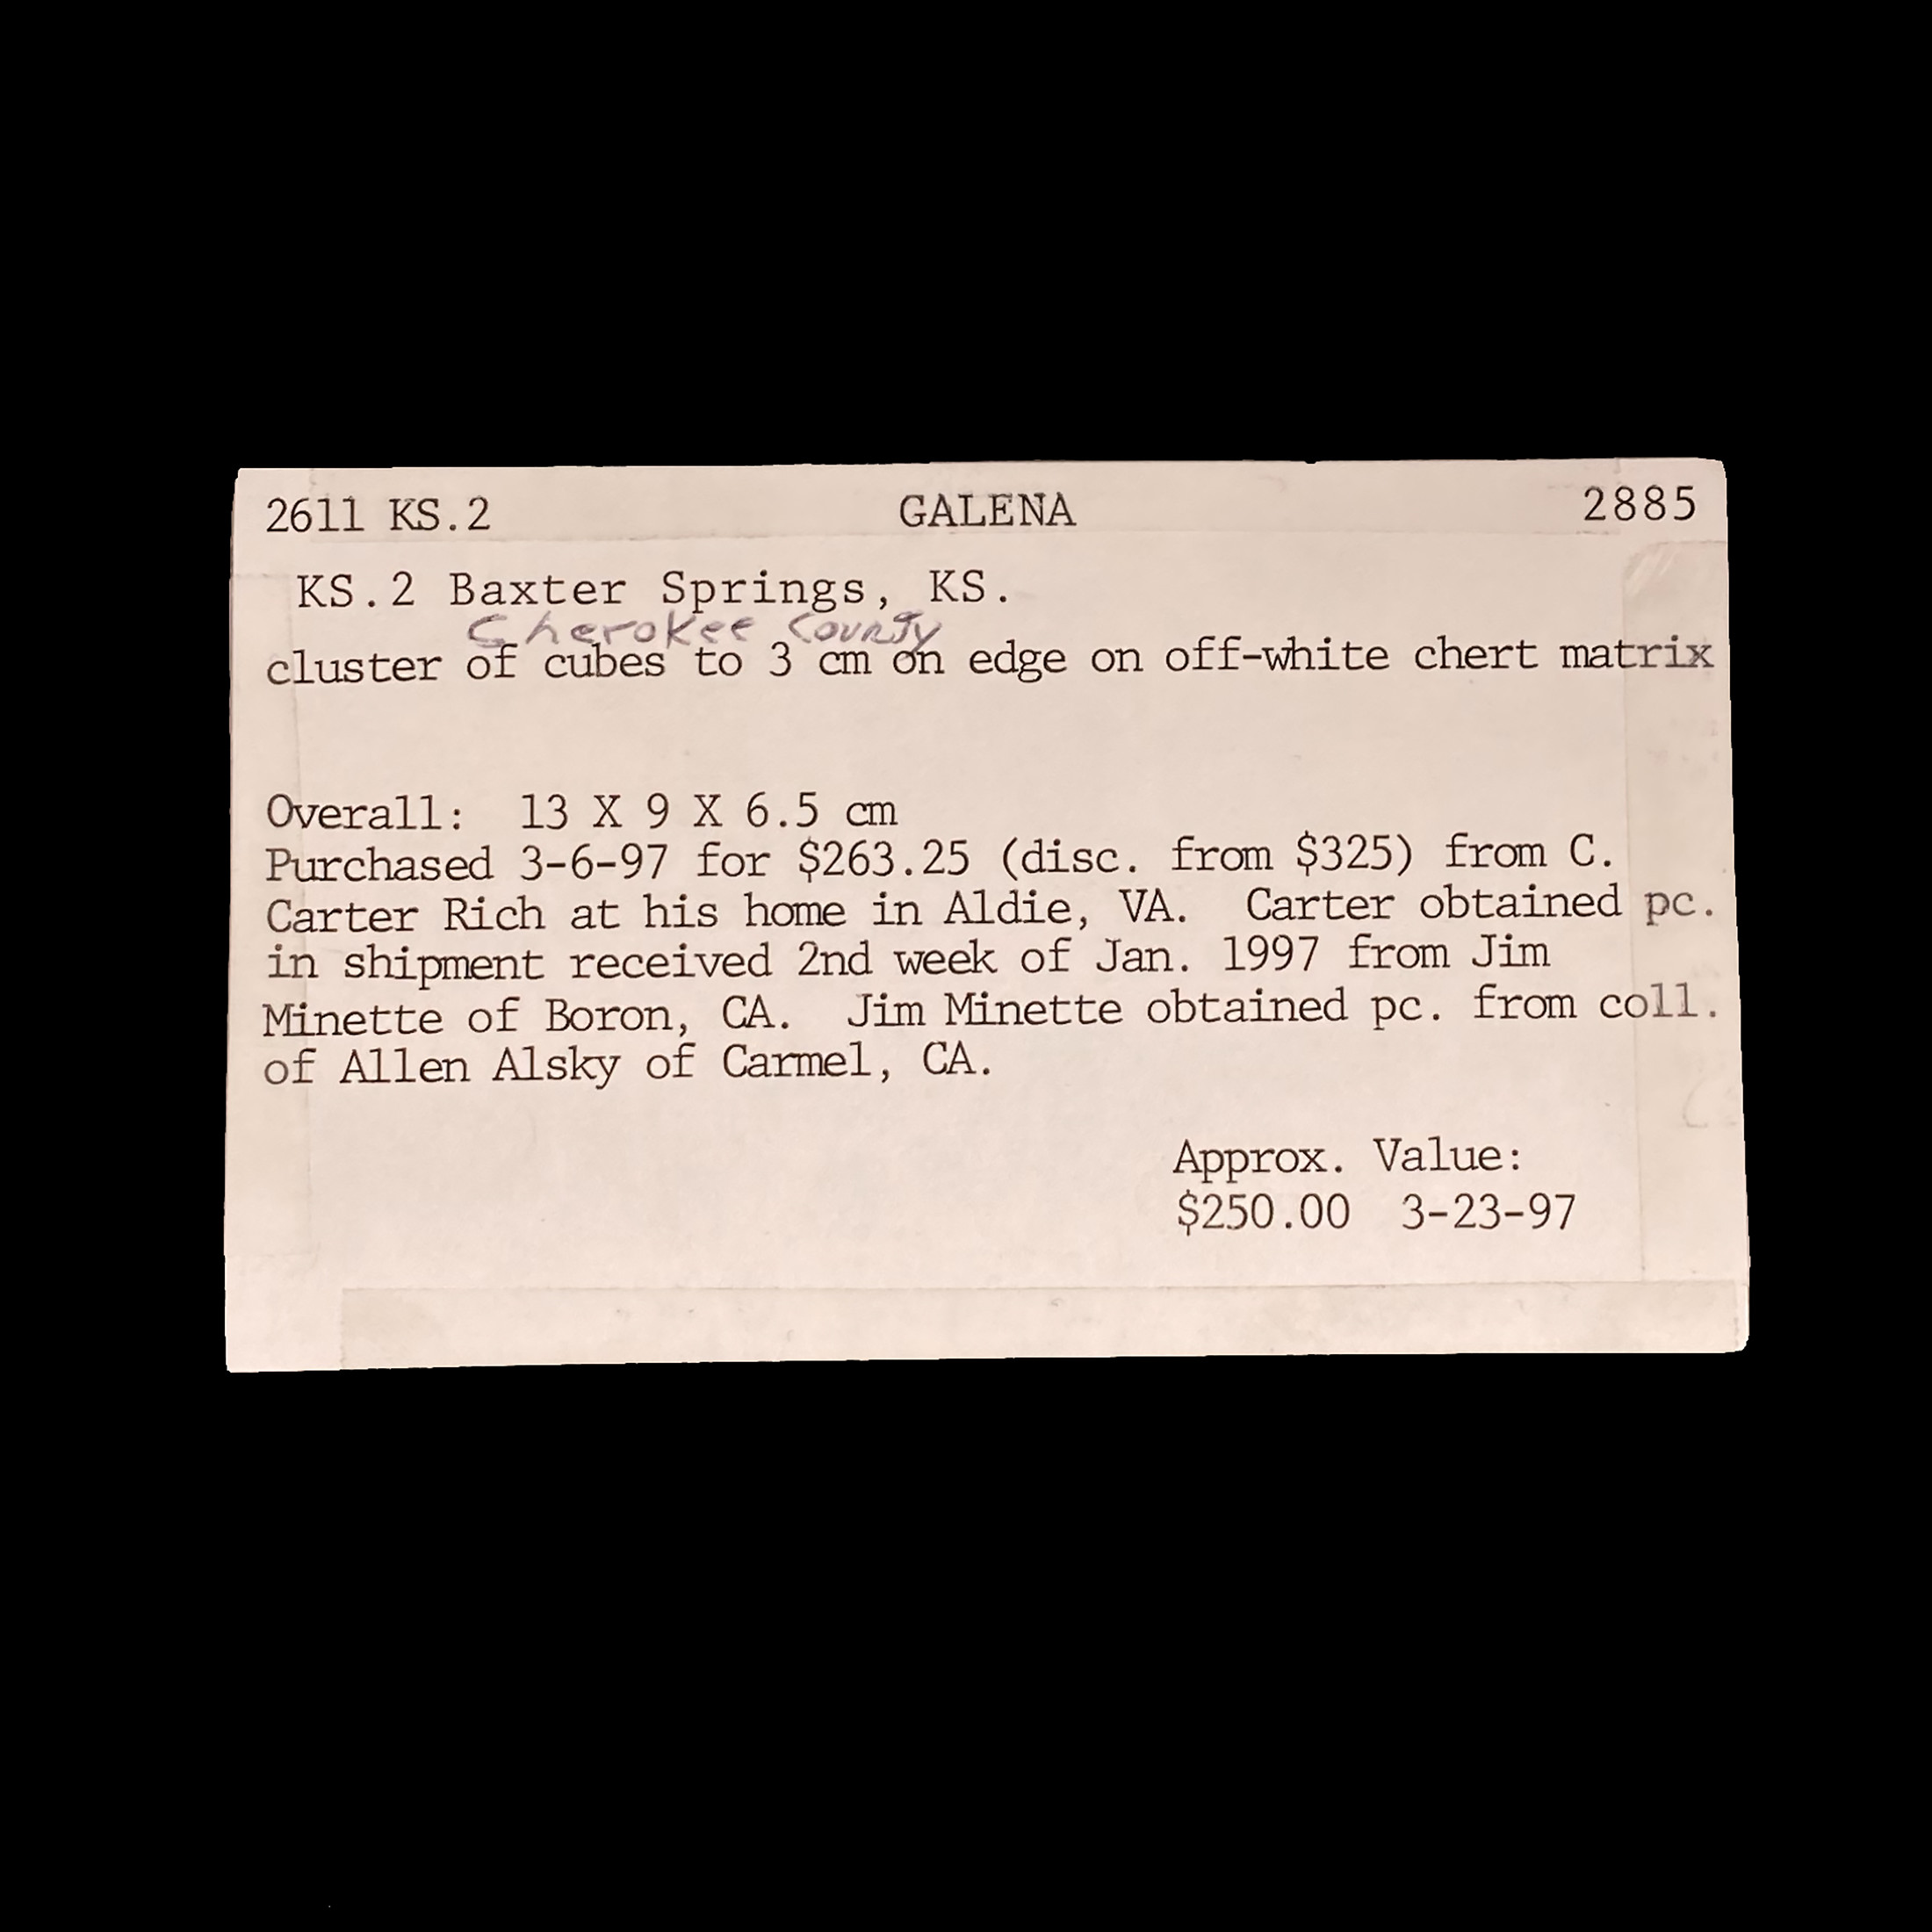 2611 KS.2 GALENA 2885
KS.2 Baxter Springs, KS.
Cherokee County
cluster of cubes to 3 cm on edge on off-white chert matrix
Overall: 13 X 9 X 6.5 cm
Purchased 3-6-97 for $263.25 (disc. from $325) from C.
Carter Rich at his home in Aldie, VA. Carter obtained pc.
in shipment received 2nd week of Jan. 1997 from Jim
Minette of Boron, CA. Jim Minette obtained pc. from coll.
of Allen Alsky of Carmel, CA.
Approx. Value:
$250.00 3-23-97